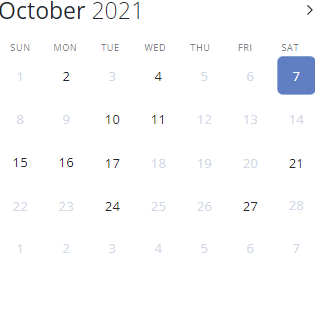 October 2021
SUN MON TUE WED THU FRI SAT
1 2 3 4 5 6 7
8 9 10 11 12 13 14
15 16 17 18 19 20 21
22 23 24 25 26 27 28
1 2 3 4 5 6 7